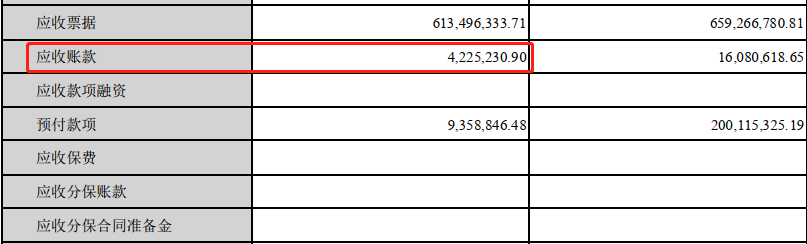 应收票据 613,496,333.71 659,266,780.81
应收账款 4,225,230.90 16,080,618.65
应收款项融资
预付款项 9,358,846.48 200,115,325.19
应收保费
应收分保账款
应收分保合同准备金